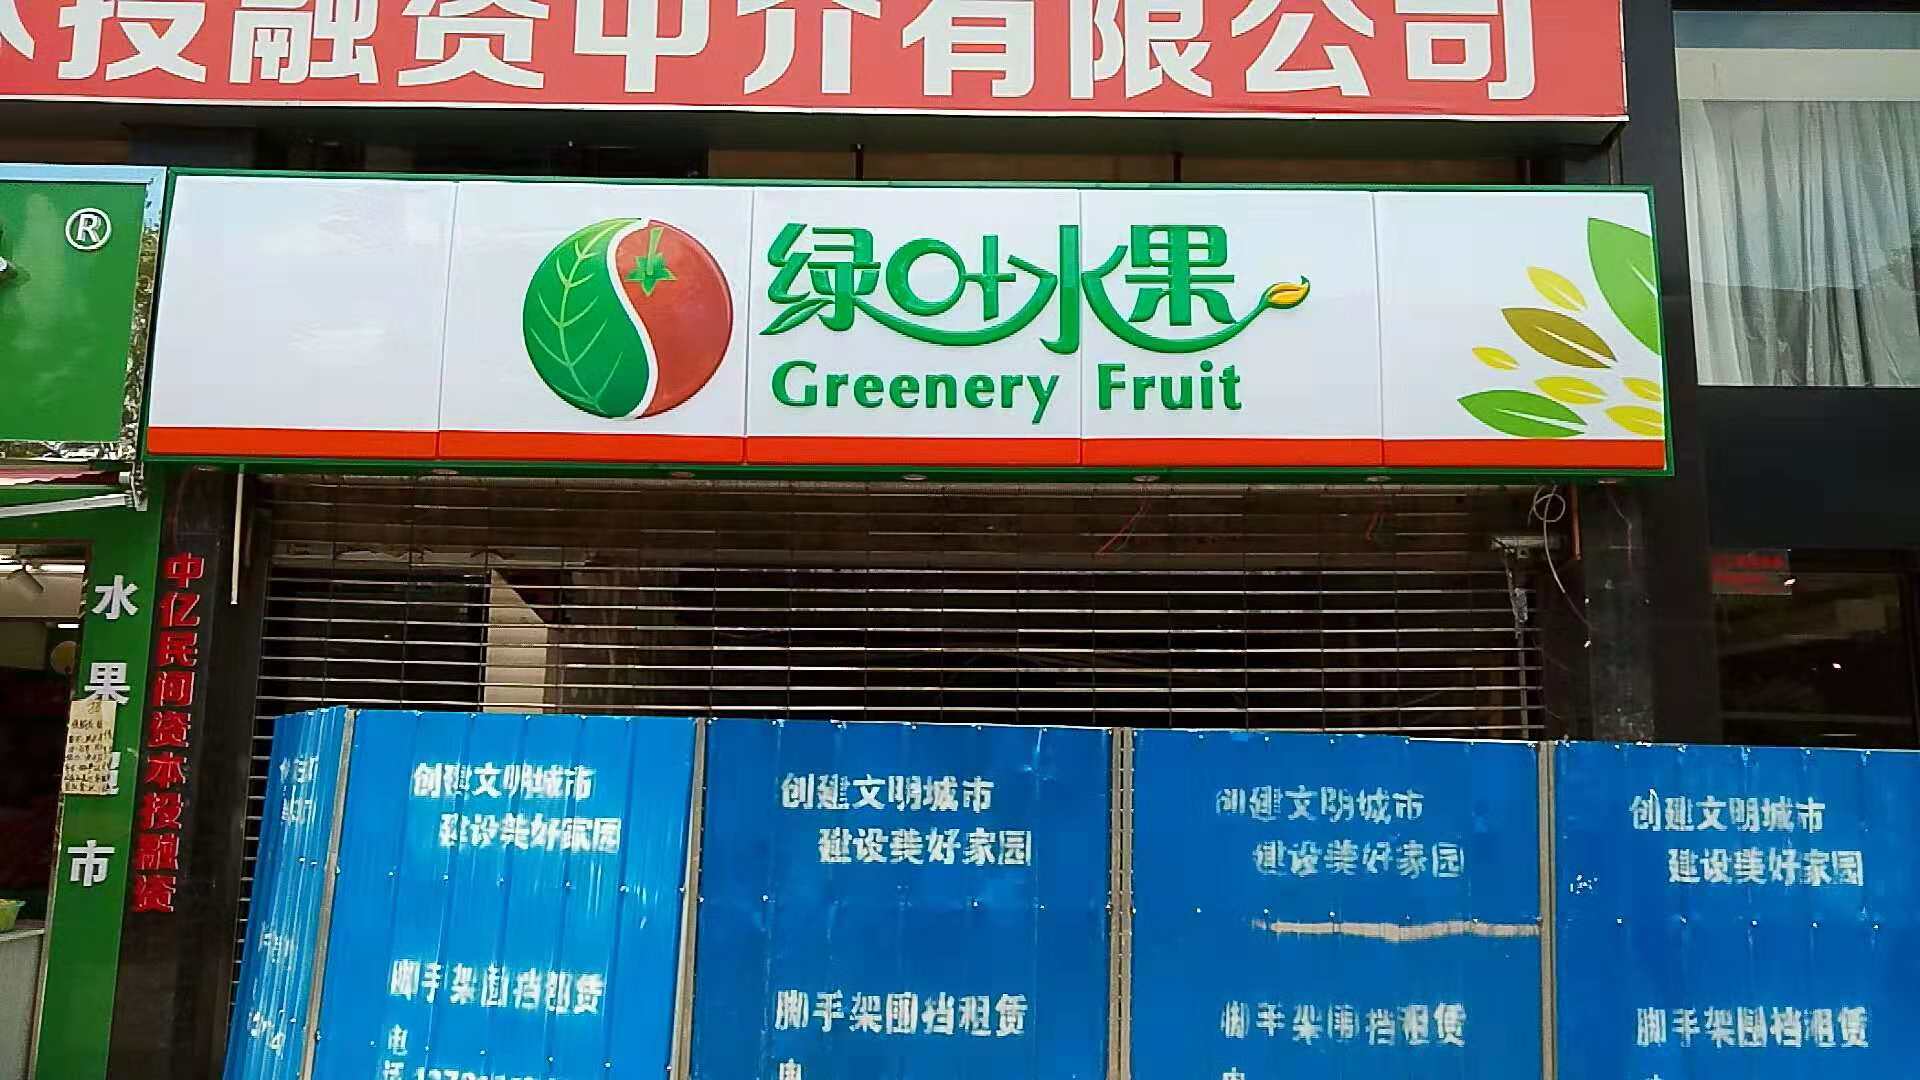 投融资中介有限公司
®
绿叶水果
Greenery Fruit
水果超市
中亿民间资本投融资
创建文明城市
建设美好家园
脚手架围挡租赁
电
话
创建文明城市
建设美好家园
脚手架围挡租赁
电
创建文明城市
建设美好家园
脚手架围挡租赁
电
创建文明城市
建设美好家园
脚手架围挡租赁